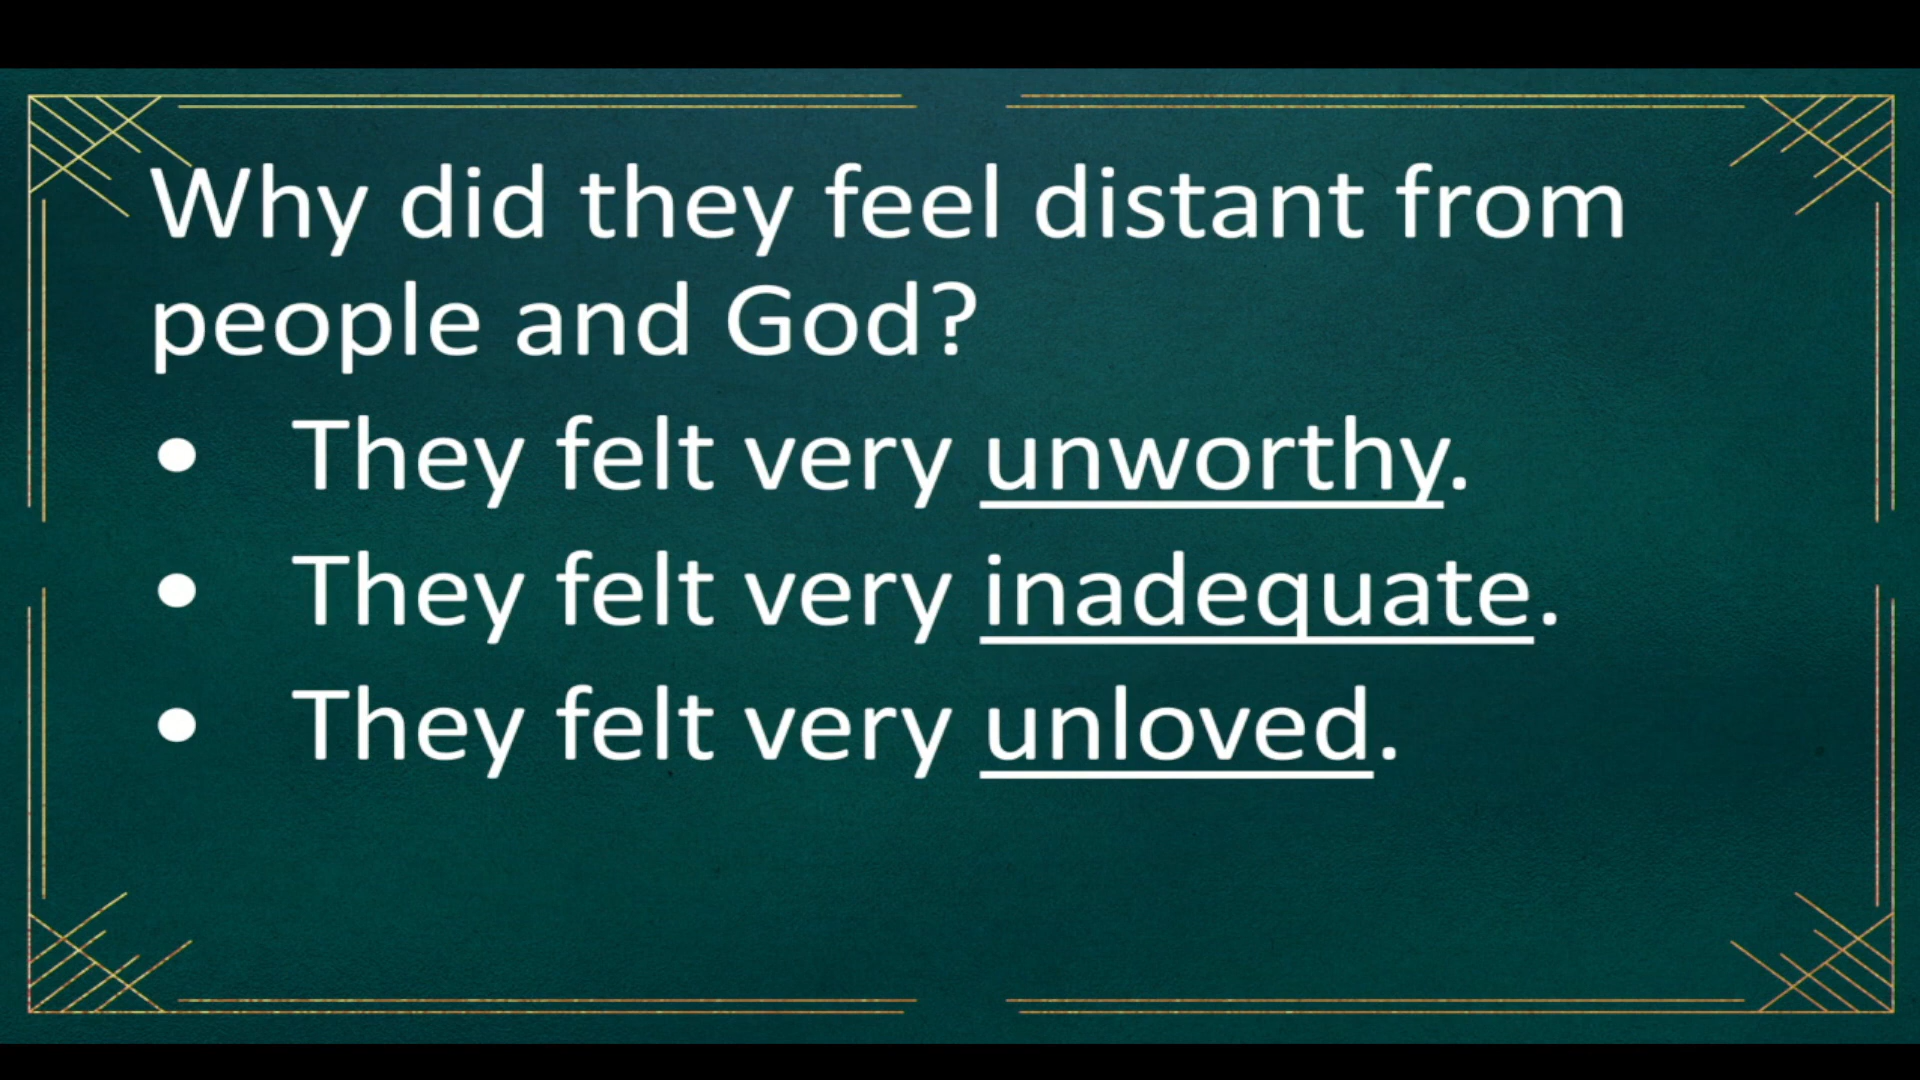 Why did they feel distant from
people and God?
• They felt very unworthy.
• They felt very inadequate.
• They felt very unloved.